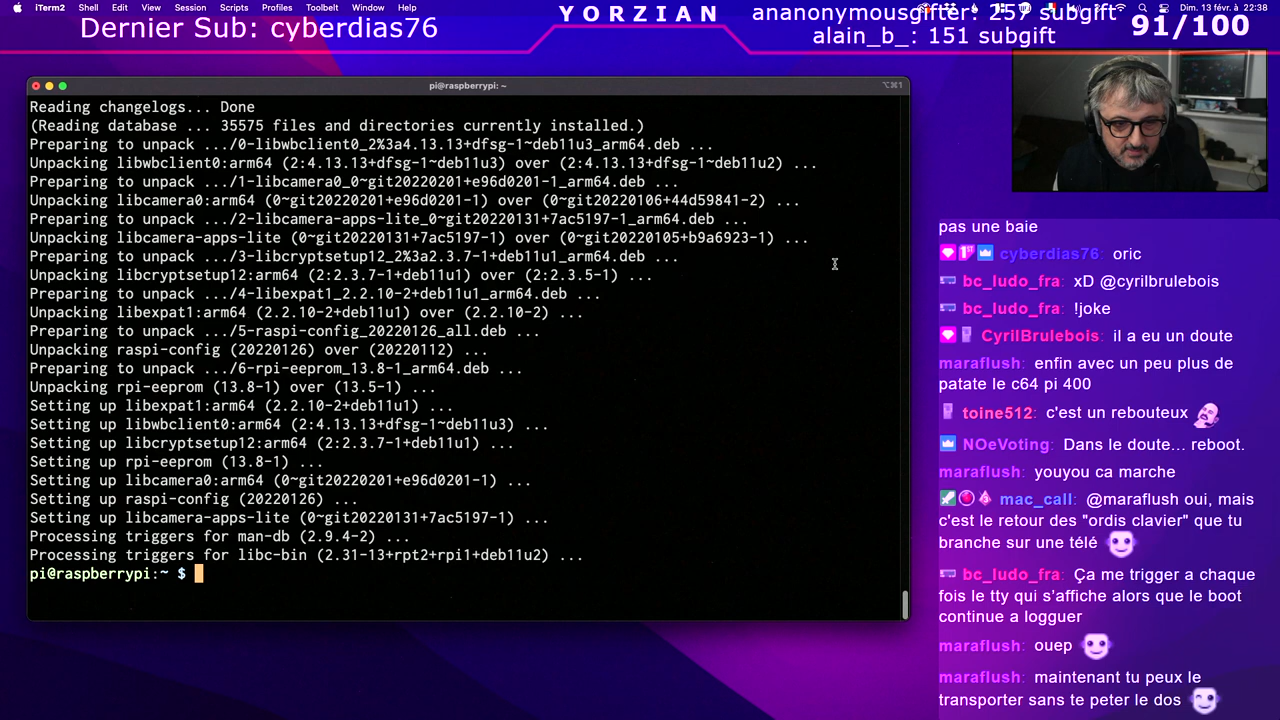 iTerm2 Shell Edit View Session Scripts Profiles Toolbelt Window Help
Dim. 13 févr. à 22:38
Dernier Sub: cyberdias76
YORZIAN
ananonymousgifter: 257 subgift
alain_b_: 151 subgift
91/100
pi@raspberrypi: ~
⌥⌘1
Reading changelogs... Done
(Reading database ... 35575 files and directories currently installed.)
Preparing to unpack .../0-libwbclient0_2%3a4.13.13+dfsg-1~deb11u3_arm64.deb ...
Unpacking libwbclient0:arm64 (2:4.13.13+dfsg-1~deb11u3) over (2:4.13.13+dfsg-1~deb11u2) ...
Preparing to unpack .../1-libcamera0_0~git20220201+e96d0201-1_arm64.deb ...
Unpacking libcamera0:arm64 (0~git20220201+e96d0201-1) over (0~git20220106+44d59841-2) ...
Preparing to unpack .../2-libcamera-apps-lite_0~git20220131+7ac5197-1_arm64.deb ...
Unpacking libcamera-apps-lite (0~git20220131+7ac5197-1) over (0~git20220105+b9a6923-1) ...
Preparing to unpack .../3-libcryptsetup12_2%3a2.3.7-1+deb11u1_arm64.deb ...
Unpacking libcryptsetup12:arm64 (2:2.3.7-1+deb11u1) over (2:2.3.5-1) ...
Preparing to unpack .../4-libexpat1_2.2.10-2+deb11u1_arm64.deb ...
Unpacking libexpat1:arm64 (2.2.10-2+deb11u1) over (2.2.10-2) ...
Preparing to unpack .../5-raspi-config_20220126_all.deb ...
Unpacking raspi-config (20220126) over (20220112) ...
Preparing to unpack .../6-rpi-eeprom_13.8-1_arm64.deb ...
Unpacking rpi-eeprom (13.8-1) over (13.5-1) ...
Setting up libexpat1:arm64 (2.2.10-2+deb11u1) ...
Setting up libwbclient0:arm64 (2:4.13.13+dfsg-1~deb11u3) ...
Setting up libcryptsetup12:arm64 (2:2.3.7-1+deb11u1) ...
Setting up rpi-eeprom (13.8-1) ...
Setting up libcamera0:arm64 (0~git20220201+e96d0201-1) ...
Setting up raspi-config (20220126) ...
Setting up libcamera-apps-lite (0~git20220131+7ac5197-1) ...
Processing triggers for man-db (2.9.4-2) ...
Processing triggers for libc-bin (2.31-13+rpt2+rpi1+deb11u2) ...
pi@raspberrypi:~ $
pas une baie
cyberdias76: oric
bc_ludo_fra: xD @cyrilbrulebois
bc_ludo_fra: !joke
CyrilBrulebois: il a eu un doute
maraflush: enfin avec un peu plus de
patate le c64 pi 400
toine512: c'est un rebouteux
NOeVoting: Dans le doute... reboot.
maraflush: youyou ca marche
mac_call: @maraflush oui, mais
c'est le retour des "ordis clavier" que tu
branche sur une télé
bc_ludo_fra: Ça me trigger a chaque
fois le tty qui s'affiche alors que le boot
continue a logguer
maraflush: ouep
maraflush: maintenant tu peux le
transporter sans te peter le dos